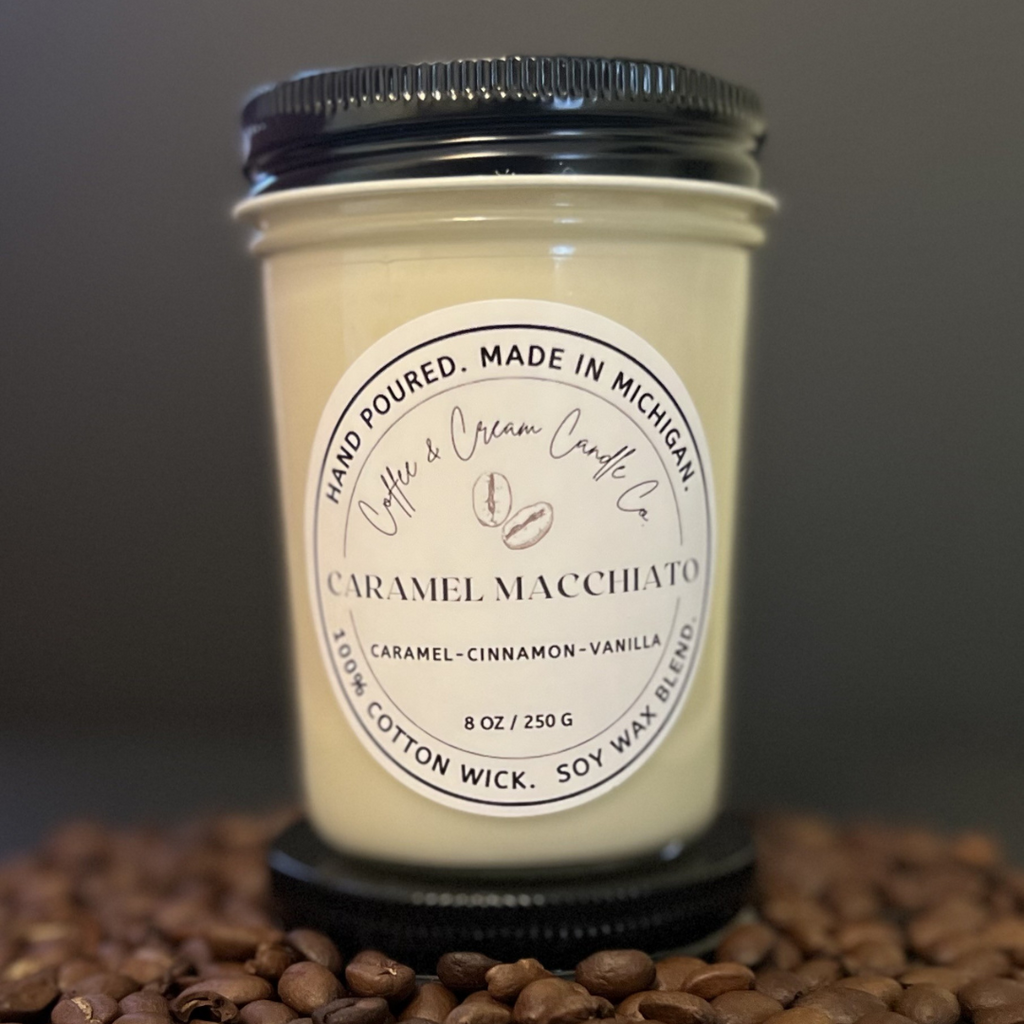 HAND POURED. MADE IN MICHIGAN.
Coffee & Cream Candle Co.
CARAMEL MACCHIATO
CARAMEL-CINNAMON-VANILLA
8 OZ / 250 G
100% COTTON WICK. SOY WAX BLEND.